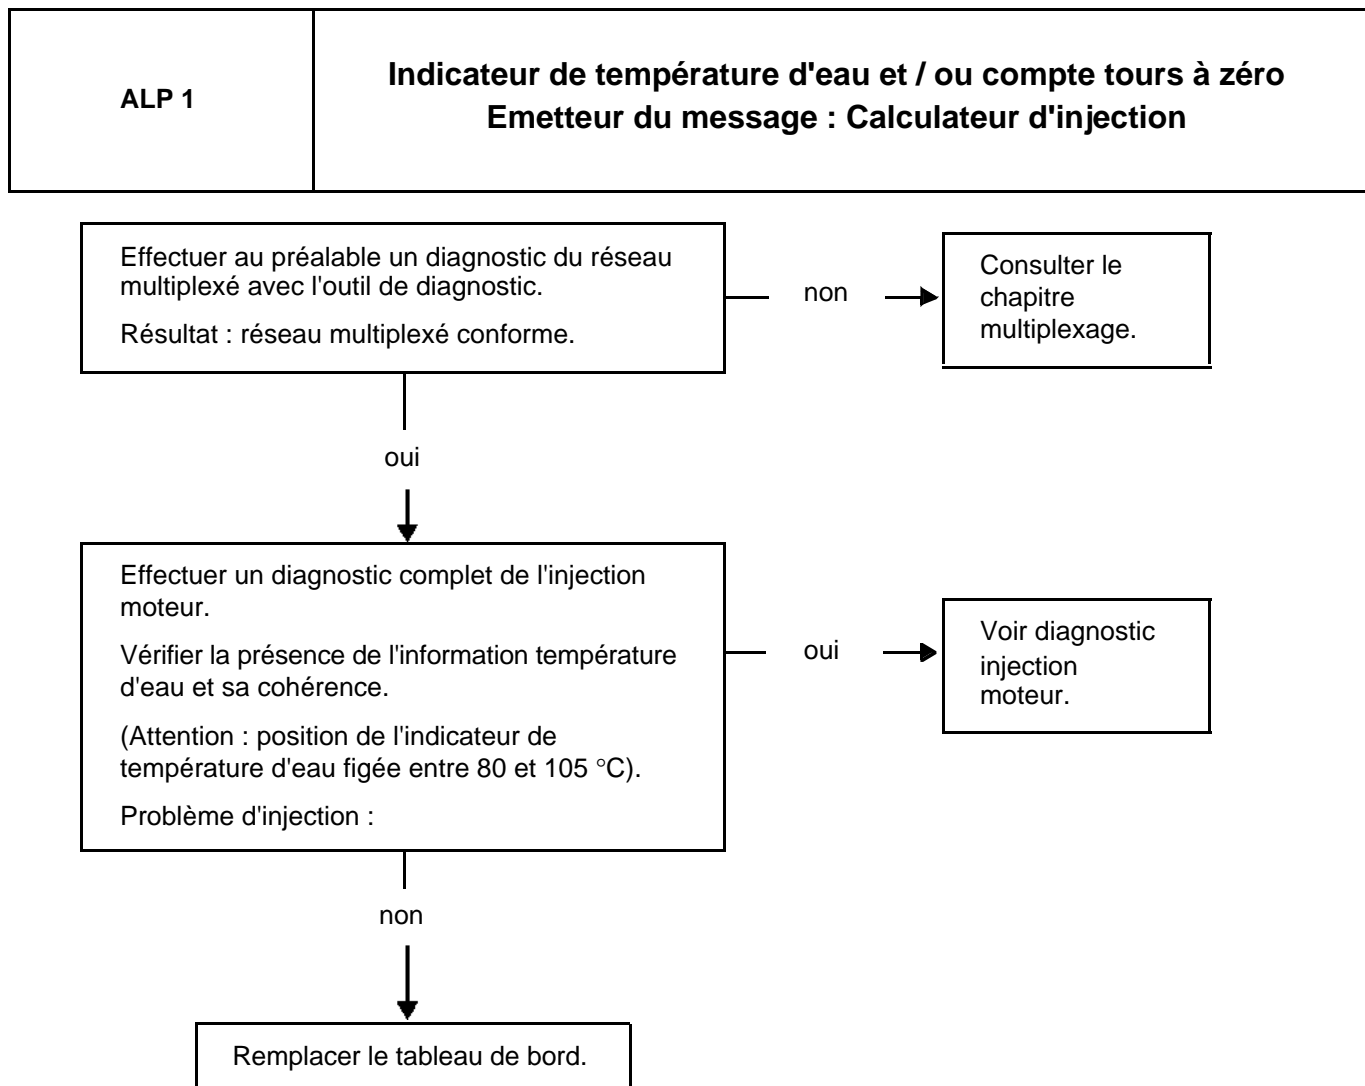 ALP 1
Indicateur de température d'eau et / ou compte tours à zéro
Emetteur du message : Calculateur d'injection
Effectuer au préalable un diagnostic du réseau
multiplexé avec l'outil de diagnostic.
Résultat : réseau multiplexé conforme.
non
Consulter le
chapitre
multiplexage.
oui
Effectuer un diagnostic complet de l'injection
moteur.
Vérifier la présence de l'information température
d'eau et sa cohérence.
(Attention : position de l'indicateur de
température d'eau figée entre 80 et 105 °C).
Problème d'injection :
oui
Voir diagnostic
injection
moteur.
non
Remplacer le tableau de bord.